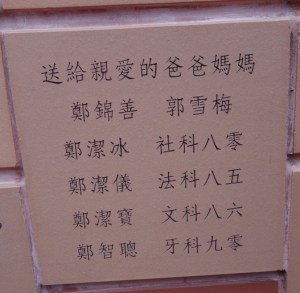 送給親愛的爸爸媽媽
鄭錦善 郭雪梅
鄭潔冰 社科八零
鄭潔儀 法科八五
鄭潔寶 文科八六
鄭智聰 牙科九零